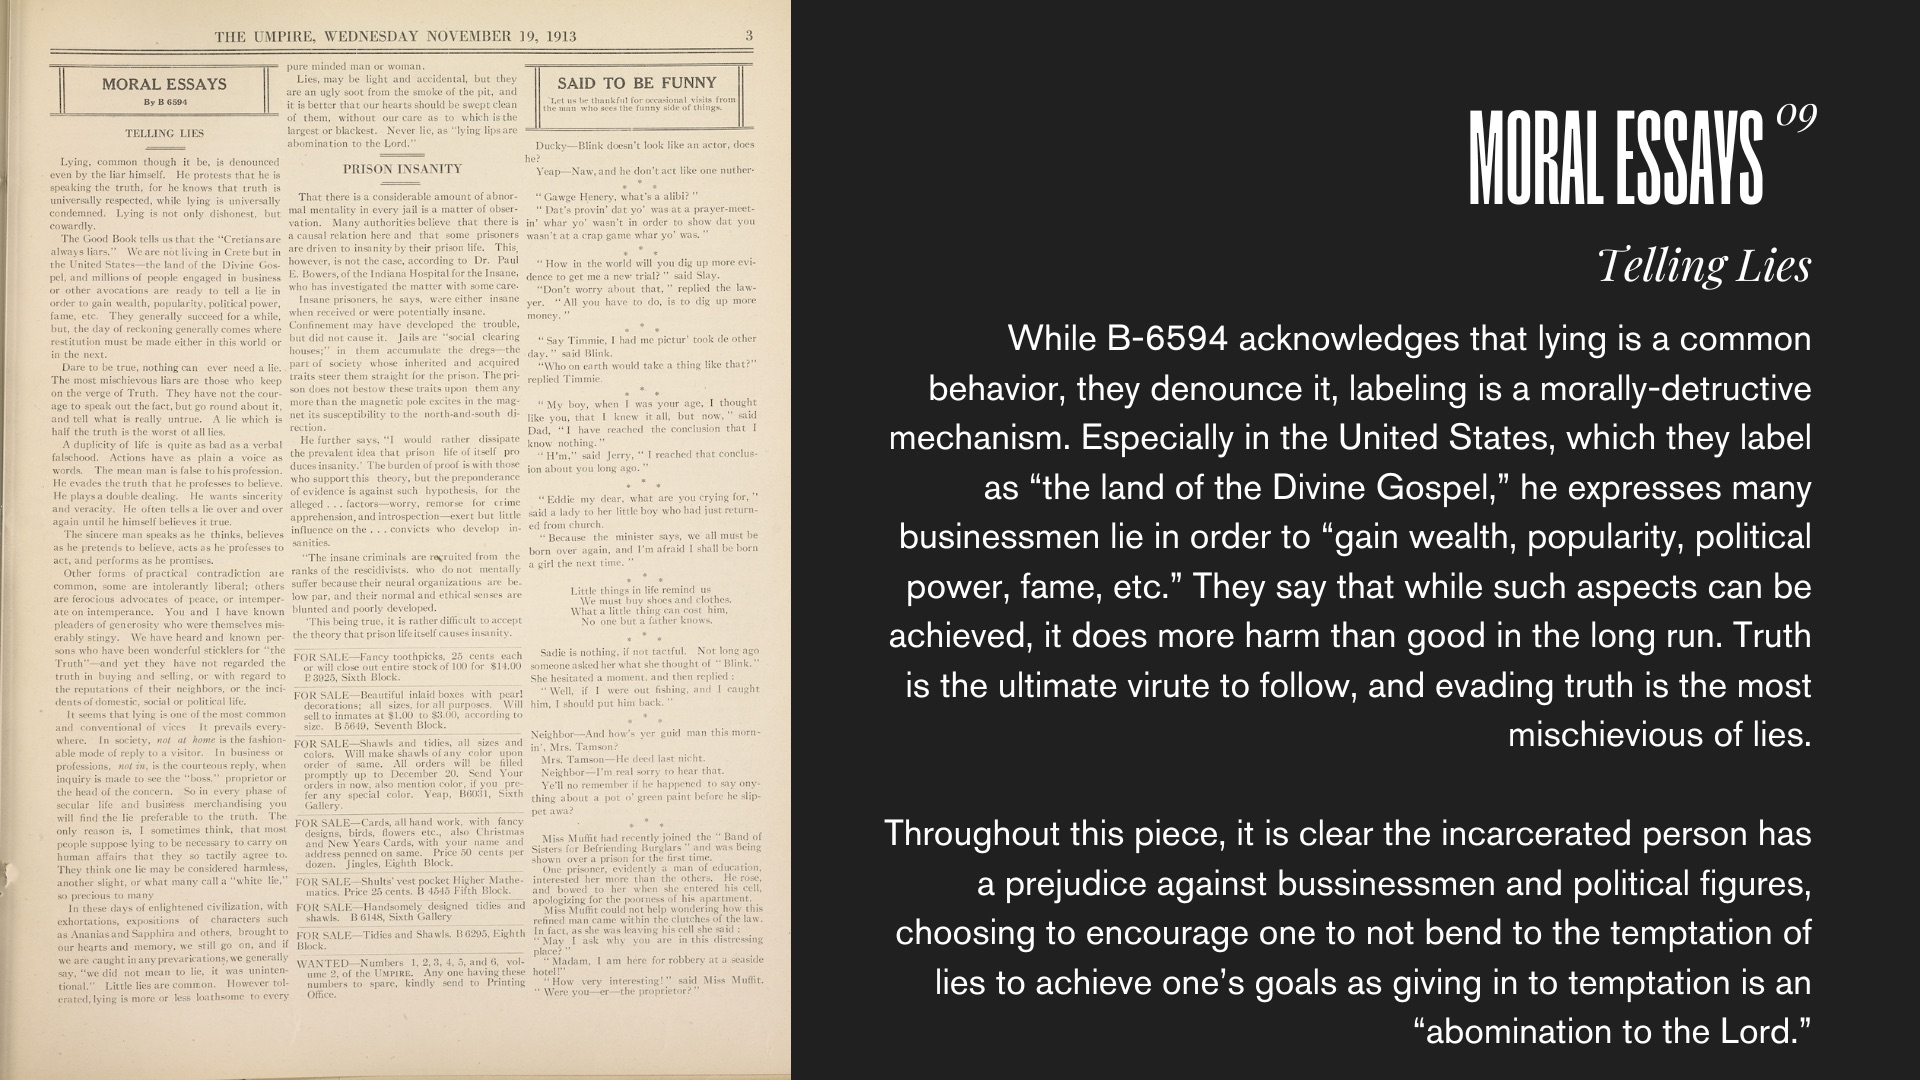 THE UMPIRE, WEDNESDAY NOVEMBER 19, 1913
3
MORAL ESSAYS
By B 6594
TELLING LIES
Lying, common though it be, is denounced
even by the liar himself. He protests that he is
speaking the truth, for he knows that truth is
universally respected, while lying is universally
condemned. Lying is not only dishonest, but
cowardly.
The Good Book tells us that the "Cretians are
always liars." We are not living in Crete but in
the United States—the land of the Divine Gos-
pel, and millions of people engaged in business
or other avocations are ready to tell a lie in
order to gain wealth, popularity, political power,
fame, etc. They generally succeed for a while,
but, the day of reckoning generally comes where
restitution must be made either in this world or
in the next.
Dare to be true, nothing can ever need a lie.
The most mischievous liars are those who keep
on the verge of Truth. They have not the cour-
age to speak out the fact, but go round about it,
and tell what is really untrue. A lie which is
half the truth is the worst of all lies.
A duplicity of life is quite as bad as a verbal
falsehood. Actions have as plain a voice as
words. The mean man is false to his profession.
He evades the truth that he professes to believe.
He plays a double dealing. He wants sincerity
and veracity. He often tells a lie over and over
again until he himself believes it true.
The sincere man speaks as he thinks, believes
as he pretends to believe, acts as he professes to
act, and performs as he promises.
Other forms of practical contradiction are
common, some are intolerantly liberal; others
are ferocious advocates of peace, or intemper-
ate on intemperance. You and I have known
pleaders of generosity who were themselves mis-
erably stingy. We have heard and known per-
sons who have been wonderful sticklers for "the
Truth"—and yet they have not regarded the
truth in buying and selling, or with regard to
the reputations of their neighbors, or the inci-
dents of domestic, social or political life.
It seems that lying is one of the most common
and conventional of vices It prevails every-
where. In society, not at home is the fashion-
able mode of reply to a visitor. In business or
professions, not in, is the courteous reply, when
inquiry is made to see the "boss," proprietor or
the head of the concern. So in every phase of
secular life and business merchandising you
will find the lie preferable to the truth. The
only reason is, I sometimes think, that most
people suppose lying to be necessary to carry on
human affairs that they so tactily agree to.
They think one lie may be considered harmless,
another slight, or what many call a "white lie,"
so precious to many
In these days of enlightened civilization, with
exhortations, expositions of characters such
as Ananias and Sapphira and others, brought to
our hearts and memory, we still go on, and if
we are caught in any prevarications, we generally
say, "we did not mean to lie, it was uninten-
tional." Little lies are common. However tol-
erated, lying is more or less loathsome to every
pure minded man or woman.
Lies, may be light and accidental, but they
are an ugly soot from the smoke of the pit, and
it is better that our hearts should be swept clean
of them, without our care as to which is the
largest or blackest. Never lie, as "lying lips are
abomination to the Lord."
PRISON INSANITY
That there is a considerable amount of abnor-
mal mentality in every jail is a matter of obser-
vation. Many authorities believe that there is
a causal relation here and that some prisoners
are driven to insanity by their prison life. This,
however, is not the case, according to Dr. Paul
E. Bowers, of the Indiana Hospital for the Insane,
who has investigated the matter with some care.
Insane prisoners, he says, were either insane
when received or were potentially insane.
Confinement may have developed the trouble,
but did not cause it. Jails are "social clearing
houses;" in them accumulate the dregs—the
part of society whose inherited and acquired
traits steer them straight for the prison. The pri-
son does not bestow these traits upon them any
more than the magnetic pole excites in the mag-
net its susceptibility to the north-and-south di-
rection.
He further says, "I would rather dissipate
the prevalent idea that prison life of itself pro
duces insanity.' The burden of proof is with those
who support this theory, but the preponderance
of evidence is against such hypothesis, for the
alleged . . . factors—worry, remorse for crime
apprehension, and introspection—exert but little
influence on the . . . convicts who develop in-
sanities.
"The insane criminals are recruited from the
ranks of the rescidivists. who do not mentally
suffer because their neural organizations are be.
low par, and their normal and ethical senses are
blunted and poorly developed.
'This being true, it is rather difficult to accept
the theory that prison life itself causes insanity.
FOR SALE—Fancy toothpicks, 25 cents each
or will close out entire stock of 100 for $14.00
P. 3925, Sixth Block.
FOR SALE—Beautiful inlaid boxes with pearl
decorations; all sizes, for all purposes. Will
sell to inmates at $1.00 to $3.00, according to
size. B 5649, Seventh Block.
FOR SALE—Shawls and tidies, all sizes and
colors. Will make shawls of any color upon
order of same. All orders will be filled
promptly up to December 20. Send Your
orders in now, also mention color, if you pre-
fer any special color. Yeap, B6031, Sixth
Gallery.
FOR SALE—Cards, all hand work, with fancy
designs, birds, flowers etc., also Christmas
and New Years Cards, with your name and
address penned on same. Price 50 cents per
dozen. Jingles, Eighth Block.
FOR SALE—Shults' vest pocket Higher Mathe-
matics, Price 25 cents. B 4545 Fifth Block.
FOR SALE—Handsomely designed tidies and
shawls. B 6148, Sixth Gallery
FOR SALE—Tidies and Shawls, B 6295, Eighth
Block.
WANTED—Numbers 1, 2, 3, 4, 5, and 6, vol-
ume 2, of the UMPIRE. Any one having these
numbers to spare, kindly send to Printing
Office.
SAID TO BE FUNNY
"Let us be thankful for occasional visits from
the man who sees the funny side of things.
Ducky—Blink doesn't look like an actor, does
he?
Yeap—Naw, and he don't act like one nuther-
* * *
"Gawge Henery, what's a alibi?"
"Dat's provin' dat yo' was at a prayer-meet-
in' whar yo' wasn't in order to show dat you
wasn't at a crap game whar yo' was."
* * *
"How in the world will you dig up more evi-
dence to get me a new trial?" said Slay.
"Don't worry about that," replied the law-
yer. "All you have to do, is to dig up more
money."
* * *
"Say Timmie, I had me pictur' took de other
day." said Blink.
"Who on earth would take a thing like that?"
replied Timmie.
* * *
"My boy, when I was your age, I thought
like you, that I knew it all, but now," said
Dad, "I have reached the conclusion that I
know nothing."
"H'm," said Jerry, "I reached that conclus-
ion about you long ago."
* * *
"Eddie my dear, what are you crying for,"
said a lady to her little boy who had just return-
ed from church.
"Because the minister says, we all must be
born over again, and I'm afraid I shall be born
a girl the next time."
* * *
Little things in life remind us
We must buy shoes and clothes.
What a little thing can cost him,
No one but a father knows.
* * *
Sadie is nothing, if not tactful. Not long ago
someone asked her what she thought of "Blink."
She hesitated a moment, and then replied:
"Well, if I were out fishing, and I caught
him, I should put him back."
* * *
Neighbor—And how's yer guid man this morn-
in', Mrs. Tamson?
Mrs. Tamson—He deed last nicht.
Neighbor—I'm real sorry to hear that.
Ye'll no remember if he happened to say ony-
thing about a pot o' green paint before he slip-
pet awa?
* * *
Miss Muffit had recently joined the "Band of
Sisters for Befriending Burglars" and was being
shown over a prison for the first time.
One prisoner, evidently a man of education,
interested her more than the others. He rose,
and bowed to her when she entered his cell,
apologizing for the poorness of his apartment.
Miss Muffit could not help wondering how this
refined man came within the clutches of the law.
In fact, as she was leaving his cell she said:
"May I ask why you are in this distressing
place?"
"Madam, I am here for robbery at a seaside
hotel!"
"How very interesting!" said Miss Muffit,
"Were you—er—the proprietor?"
MORAL ESSAYS 09
Telling Lies
While B-6594 acknowledges that lying is a common
behavior, they denounce it, labeling is a morally-detructive
mechanism. Especially in the United States, which they label
as “the land of the Divine Gospel,” he expresses many
businessmen lie in order to “gain wealth, popularity, political
power, fame, etc.” They say that while such aspects can be
achieved, it does more harm than good in the long run. Truth
is the ultimate virute to follow, and evading truth is the most
mischievious of lies.
Throughout this piece, it is clear the incarcerated person has
a prejudice against bussinessmen and political figures,
choosing to encourage one to not bend to the temptation of
lies to achieve one’s goals as giving in to temptation is an
“abomination to the Lord.”